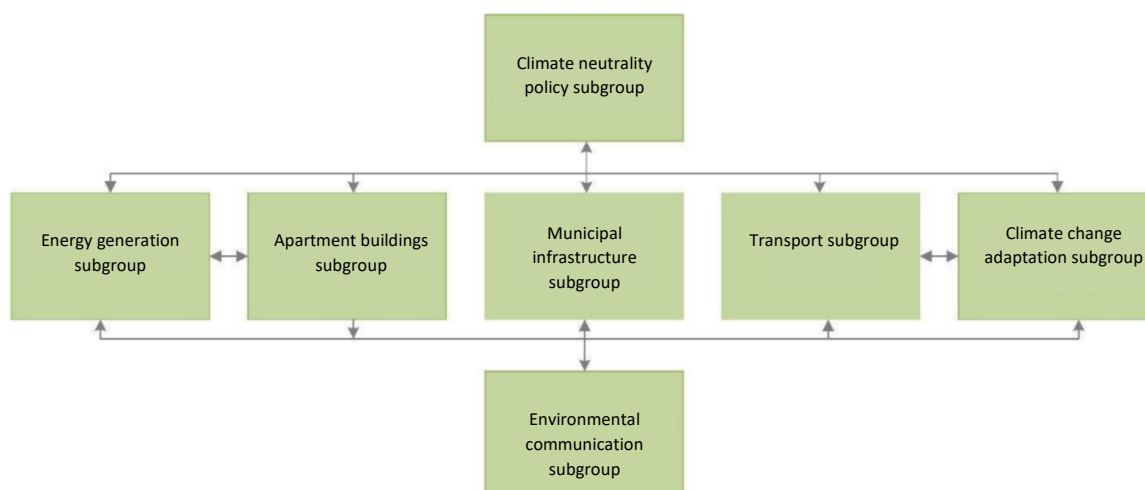 Climate neutrality
policy subgroup
Energy generation
subgroup
Apartment buildings
subgroup
Municipal
infrastructure
subgroup
Transport subgroup
Climate change
adaptation subgroup
Environmental
communication
subgroup